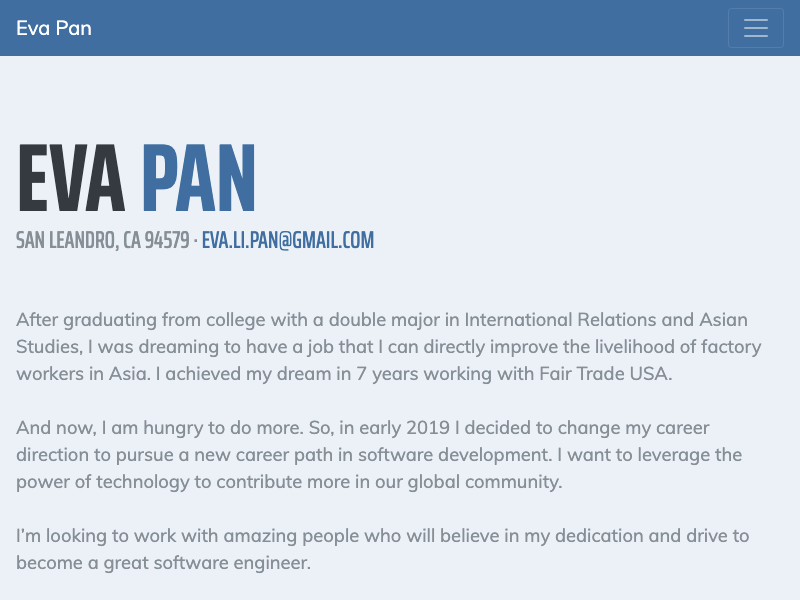 Eva Pan
EVA PAN
SAN LEANDRO, CA 94579 · EVA.LI.PAN@GMAIL.COM
After graduating from college with a double major in International Relations and Asian
Studies, I was dreaming to have a job that I can directly improve the livelihood of factory
workers in Asia. I achieved my dream in 7 years working with Fair Trade USA.
And now, I am hungry to do more. So, in early 2019 I decided to change my career
direction to pursue a new career path in software development. I want to leverage the
power of technology to contribute more in our global community.
I'm looking to work with amazing people who will believe in my dedication and drive to
become a great software engineer.